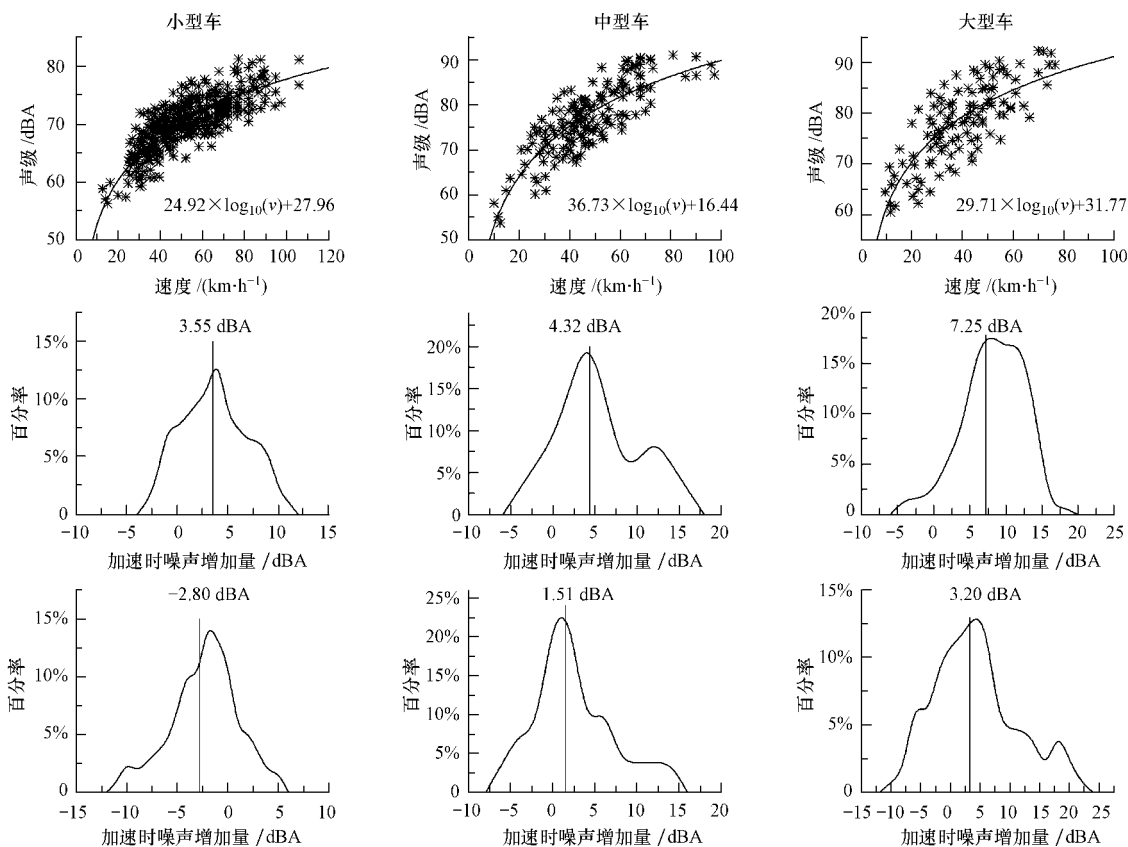 小型车
中型车
大型车
声级 /dBA
80
70
60
50
24.92×log₁₀(v)+27.96
0 20 40 60 80 100 120
速度 /(km·h⁻¹)
声级 /dBA
90
80
70
60
50
36.73×log₁₀(v)+16.44
0 20 40 60 80 100
速度 /(km·h⁻¹)
声级 /dBA
90
80
70
60
29.71×log₁₀(v)+31.77
0 20 40 60 80 100
速度 /(km·h⁻¹)
3.55 dBA
百分率
15%
10%
5%
0
−10 −5 0 5 10 15
加速时噪声增加量 /dBA
4.32 dBA
百分率
20%
15%
10%
5%
0
−10 −5 0 5 10 15 20
加速时噪声增加量 /dBA
7.25 dBA
百分率
20%
15%
10%
5%
0
−10 −5 0 5 10 15 20 25
加速时噪声增加量 /dBA
−2.80 dBA
百分率
15%
10%
5%
0
−15 −10 −5 0 5 10
加速时噪声增加量 /dBA
1.51 dBA
百分率
25%
20%
15%
10%
5%
0
−10 −5 0 5 10 15 20
加速时噪声增加量 /dBA
3.20 dBA
百分率
15%
10%
5%
0
−15 −10 −5 0 5 10 15 20 25
加速时噪声增加量 /dBA